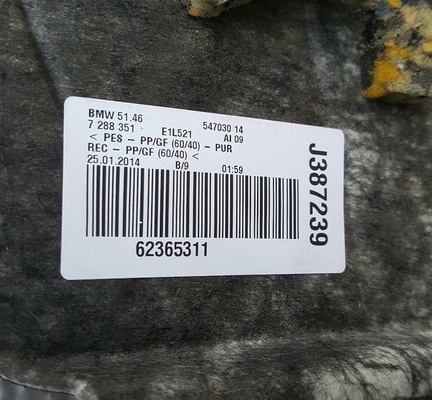 BMW 51.46 547030 14
7 288 351 E1L521 AI 09
< PES - PP/GF (60/40) - PUR
REC - PP/GF (60/40) <
25.01.2014 B/9 01:59
62365311
J387239